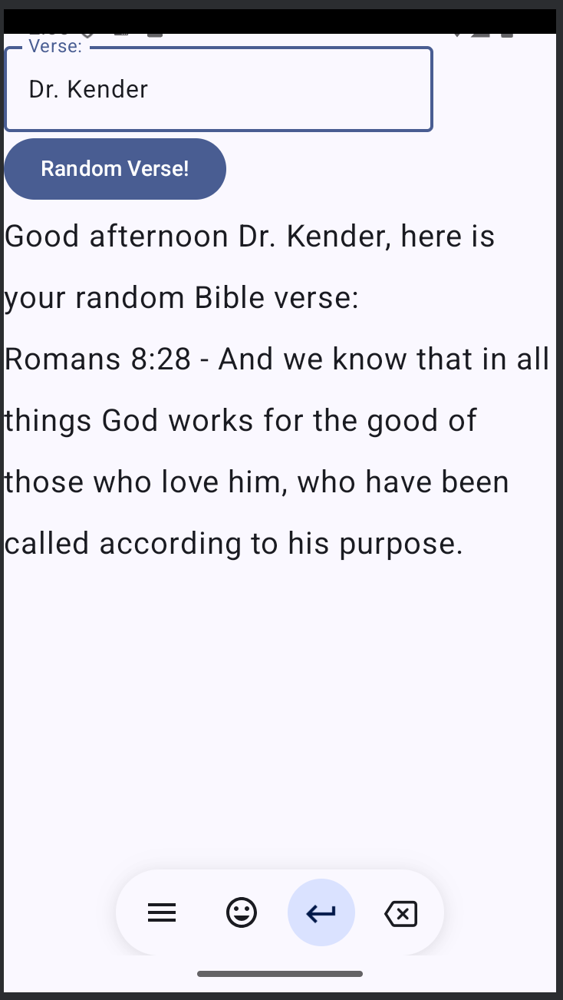 Verse:
Dr. Kender
Random Verse!
Good afternoon Dr. Kender, here is
your random Bible verse:
Romans 8:28 - And we know that in all
things God works for the good of
those who love him, who have been
called according to his purpose.